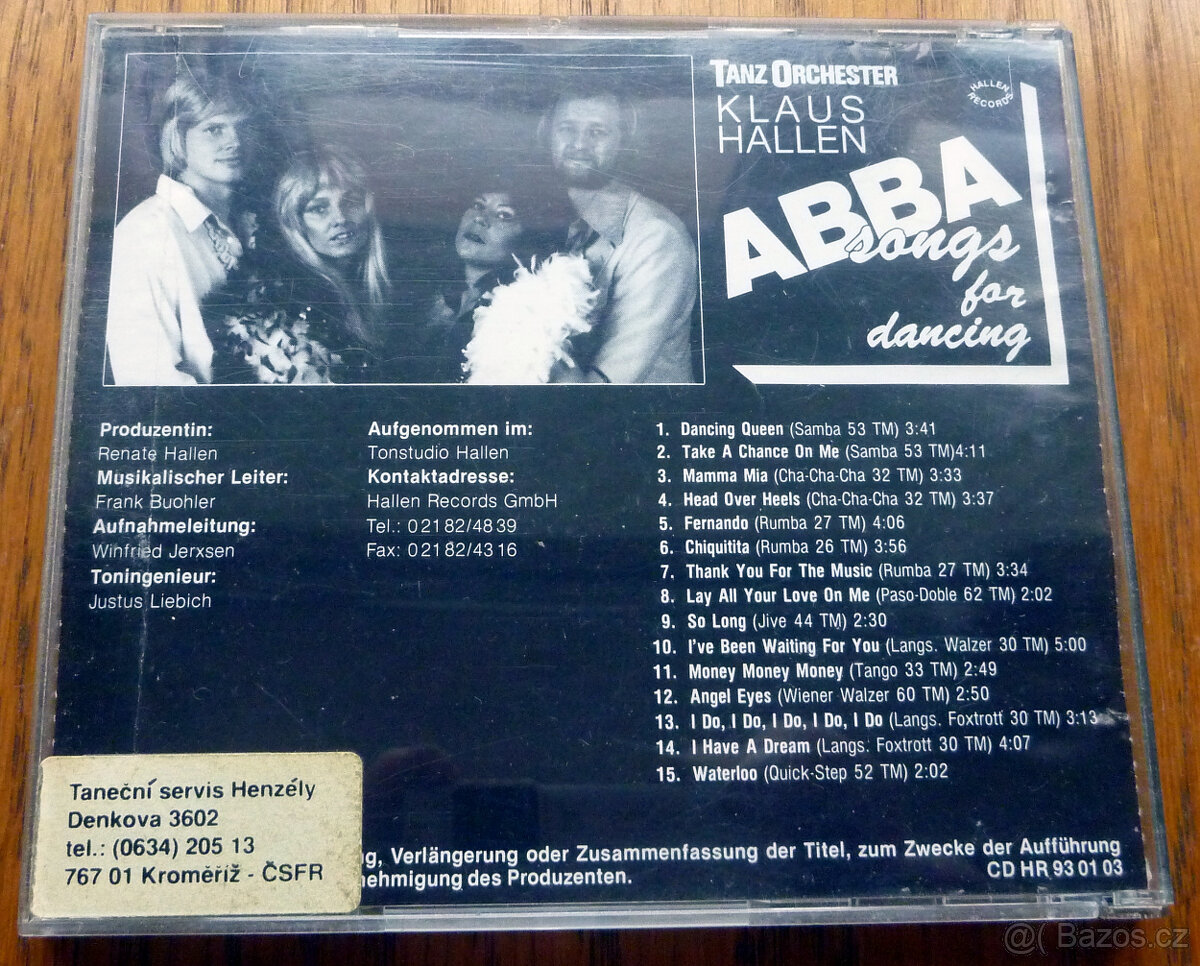 TANZ ORCHESTER
KLAUS
HALLEN
HALLEN
RECORDS
ABBA
songs
for
dancing
Produzentin:
Renate Hallen
Musikalischer Leiter:
Frank Buohler
Aufnahmeleitung:
Winfried Jerxsen
Toningenieur:
Justus Liebich
Aufgenommen im:
Tonstudio Hallen
Kontaktadresse:
Hallen Records GmbH
Tel.: 0 21 82/48 39
Fax: 0 21 82/43 16
1. Dancing Queen (Samba 53 TM) 3:41
2. Take A Chance On Me (Samba 53 TM)4:11
3. Mamma Mia (Cha-Cha-Cha 32 TM) 3:33
4. Head Over Heels (Cha-Cha-Cha 32 TM) 3:37
5. Fernando (Rumba 27 TM) 4:06
6. Chiquitita (Rumba 26 TM) 3:56
7. Thank You For The Music (Rumba 27 TM) 3:34
8. Lay All Your Love On Me (Paso-Doble 62 TM) 2:02
9. So Long (Jive 44 TM) 2:30
10. I've Been Waiting For You (Langs. Walzer 30 TM) 5:00
11. Money Money Money (Tango 33 TM) 2:49
12. Angel Eyes (Wiener Walzer 60 TM) 2:50
13. I Do, I Do, I Do, I Do, I Do (Langs. Foxtrott 30 TM) 3:13
14. I Have A Dream (Langs. Foxtrott 30 TM) 4:07
15. Waterloo (Quick-Step 52 TM) 2:02
Taneční servis Henzély
Denkova 3602
tel.: (0634) 205 13
767 01 Kroměříž - ČSFR
g, Verlängerung oder Zusammenfassung der Titel, zum Zwecke der Aufführung
nehmigung des Produzenten.
CD HR 93 01 03
@( Bazos.cz